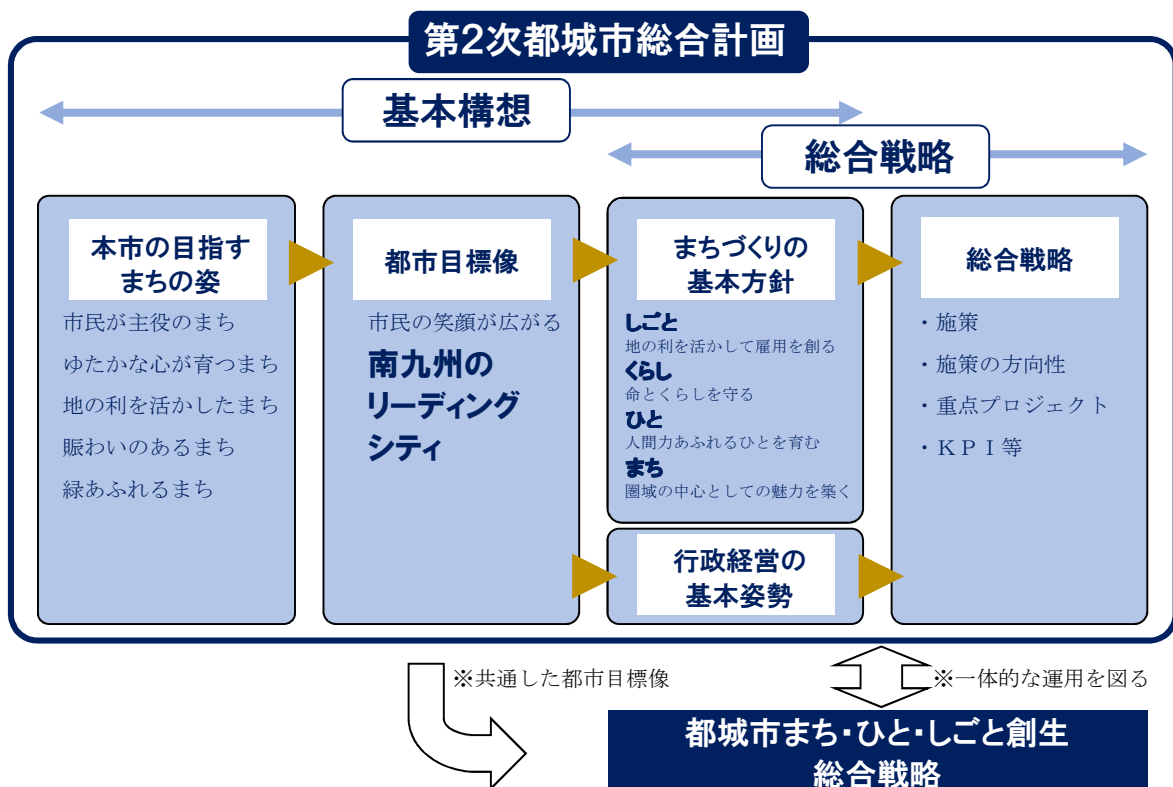 第2次都城市総合計画
基本構想
総合戦略
本市の目指す
まちの姿
市民が主役のまち
ゆたかな心が育つまち
地の利を活かしたまち
賑わいのあるまち
緑あふれるまち
都市目標像
市民の笑顔が広がる
南九州の
リーディング
シティ
まちづくりの
基本方針
しごと
地の利を活かして雇用を創る
くらし
命とくらしを守る
ひと
人間力あふれるひとを育む
まち
圏域の中心としての魅力を築く
行政経営の
基本姿勢
総合戦略
・施策
・施策の方向性
・重点プロジェクト
・ＫＰＩ等
※共通した都市目標像
※一体的な運用を図る
都城市まち・ひと・しごと創生
総合戦略